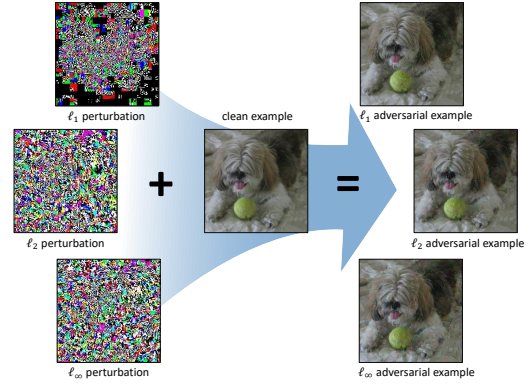 ℓ1 perturbation
clean example
ℓ1 adversarial example
+
=
ℓ2 perturbation
ℓ2 adversarial example
ℓ∞ perturbation
ℓ∞ adversarial example